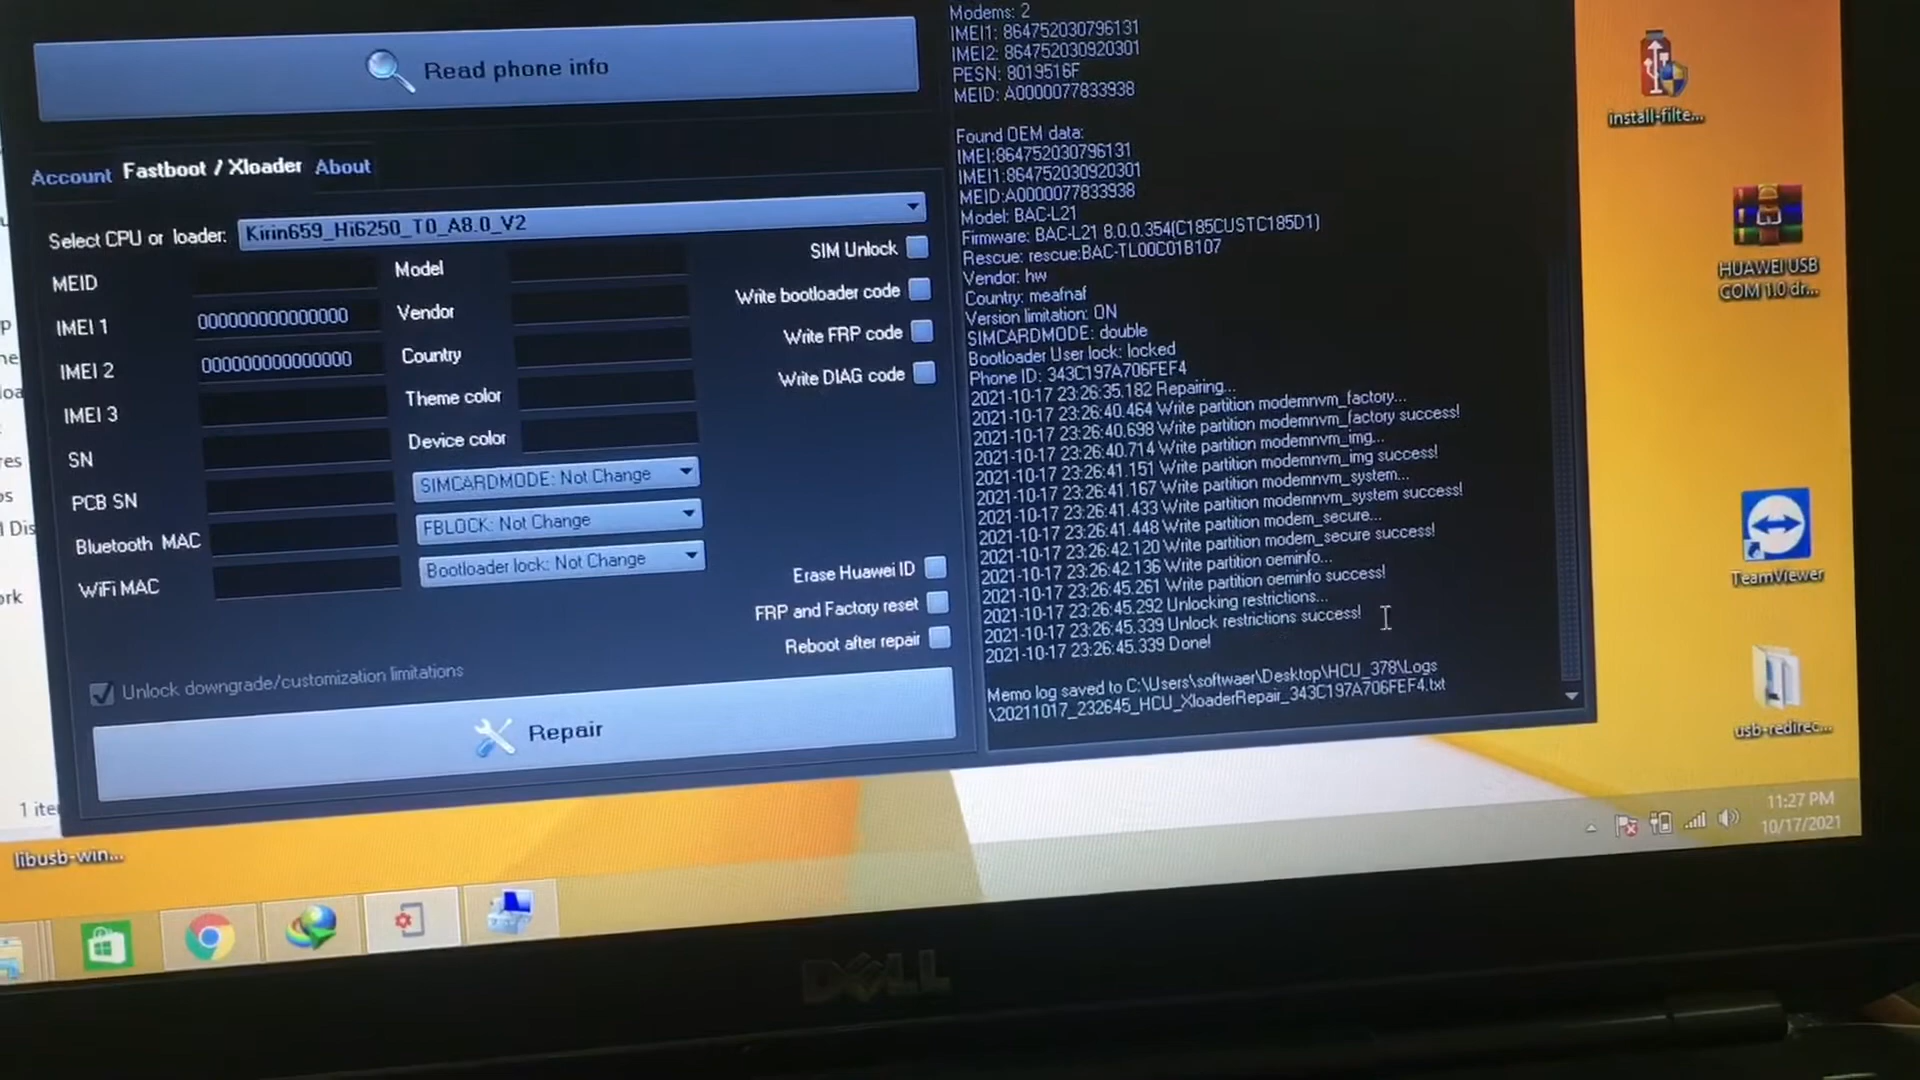 Read phone info
Account Fastboot / Xloader About
Select CPU or loader: Kirin659_Hi6250_T0_A8.0_V2
MEID
IMEI 1 000000000000000
IMEI 2 000000000000000
IMEI 3
SN
PCB SN
Bluetooth MAC
WiFi MAC
Model
Vendor
Country
Theme color
Device color
SIMCARDMODE: Not Change
FBLOCK: Not Change
Bootloader lock: Not Change
SIM Unlock
Write bootloader code
Write FRP code
Write DIAG code
Erase Huawei ID
FRP and Factory reset
Reboot after repair
Unlock downgrade/customization limitations
Repair
Modems: 2
IMEI1: 864752030796131
IMEI2: 864752030920301
PESN: 8019516F
MEID: A0000077833938
Found OEM data:
IMEI:864752030796131
IMEI1:864752030920301
MEID:A0000077833938
Model: BAC-L21
Firmware: BAC-L21 8.0.0.354(C185CUSTC185D1)
Rescue: rescue:BAC-TL00C01B107
Vendor: hw
Country: meafnaf
Version limitation: ON
SIMCARDMODE: double
Bootloader User lock: locked
Phone ID: 343C197A706FEF4
2021-10-17 23:26:35.182 Repairing...
2021-10-17 23:26:40.464 Write partition modemnvm_factory...
2021-10-17 23:26:40.698 Write partition modemnvm_factory success!
2021-10-17 23:26:40.714 Write partition modemnvm_img...
2021-10-17 23:26:41.151 Write partition modemnvm_img success!
2021-10-17 23:26:41.167 Write partition modemnvm_system...
2021-10-17 23:26:41.433 Write partition modemnvm_system success!
2021-10-17 23:26:41.448 Write partition modem_secure...
2021-10-17 23:26:42.120 Write partition modem_secure success!
2021-10-17 23:26:42.136 Write partition oeminfo...
2021-10-17 23:26:45.261 Write partition oeminfo success!
2021-10-17 23:26:45.292 Unlocking restrictions...
2021-10-17 23:26:45.339 Unlock restrictions success!
2021-10-17 23:26:45.339 Done!
Memo log saved to C:\Users\softwaer\Desktop\HCU_378\Logs
\20211017_232645_HCU_XloaderRepair_343C197A706FEF4.txt
install-filte...
HUAWEI USB
COM 1.0 dr...
TeamViewer
usb-redirec...
11:27 PM
10/17/2021
libusb-win...
1 ite
DELL